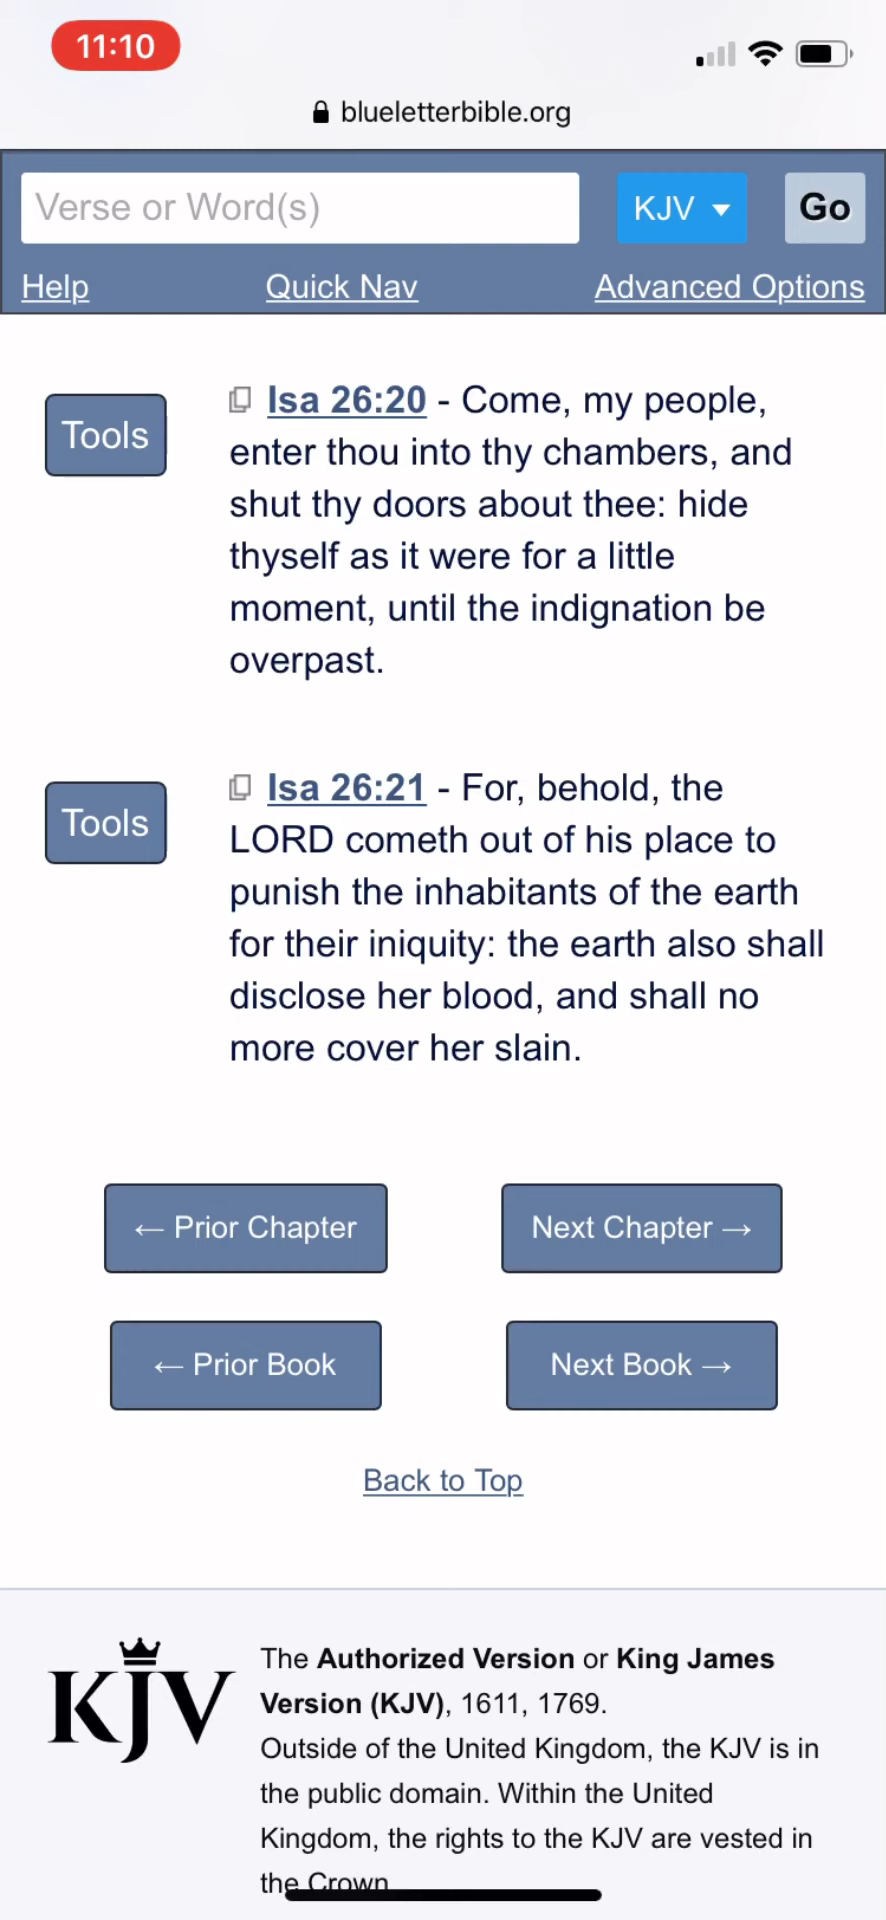 11:10
blueletterbible.org
Verse or Word(s)
KJV
Go
Help
Quick Nav
Advanced Options
Tools
Isa 26:20 - Come, my people,
enter thou into thy chambers, and
shut thy doors about thee: hide
thyself as it were for a little
moment, until the indignation be
overpast.
Tools
Isa 26:21 - For, behold, the
LORD cometh out of his place to
punish the inhabitants of the earth
for their iniquity: the earth also shall
disclose her blood, and shall no
more cover her slain.
← Prior Chapter
Next Chapter →
← Prior Book
Next Book →
Back to Top
KJV
The Authorized Version or King James
Version (KJV), 1611, 1769.
Outside of the United Kingdom, the KJV is in
the public domain. Within the United
Kingdom, the rights to the KJV are vested in
the Crown